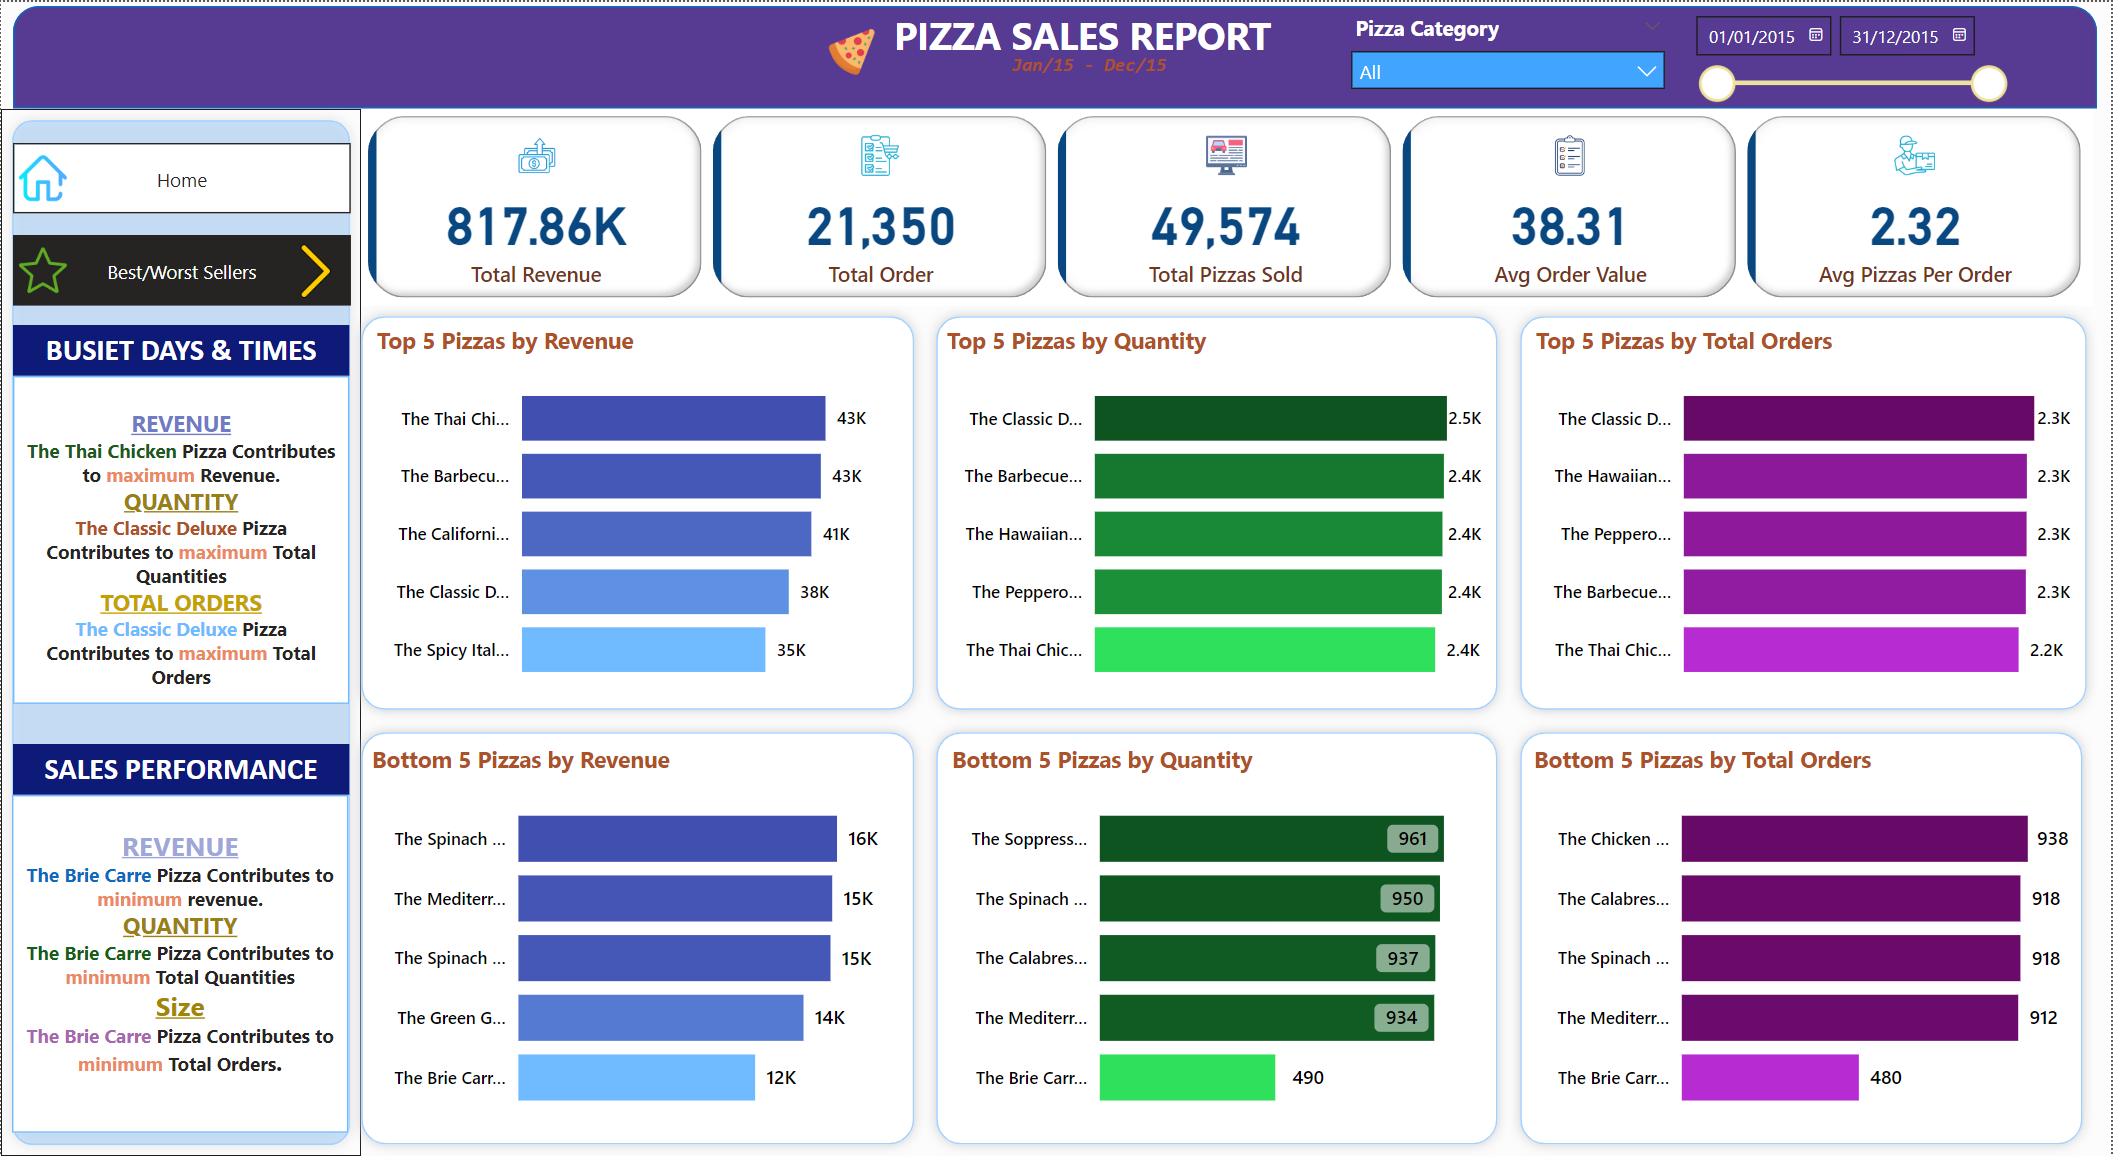 PIZZA SALES REPORT
Jan/15 - Dec/15
Pizza Category
All
01/01/2015
31/12/2015
Home
Best/Worst Sellers
BUSIET DAYS & TIMES
REVENUE
The Thai Chicken Pizza Contributes
to maximum Revenue.
QUANTITY
The Classic Deluxe Pizza
Contributes to maximum Total
Quantities
TOTAL ORDERS
The Classic Deluxe Pizza
Contributes to maximum Total
Orders
SALES PERFORMANCE
REVENUE
The Brie Carre Pizza Contributes to
minimum revenue.
QUANTITY
The Brie Carre Pizza Contributes to
minimum Total Quantities
Size
The Brie Carre Pizza Contributes to
minimum Total Orders.
817.86K
Total Revenue
21,350
Total Order
49,574
Total Pizzas Sold
38.31
Avg Order Value
2.32
Avg Pizzas Per Order
Top 5 Pizzas by Revenue
The Thai Chi... 43K
The Barbecu... 43K
The Californi... 41K
The Classic D... 38K
The Spicy Ital... 35K
Top 5 Pizzas by Quantity
The Classic D... 2.5K
The Barbecue... 2.4K
The Hawaiian... 2.4K
The Peppero... 2.4K
The Thai Chic... 2.4K
Top 5 Pizzas by Total Orders
The Classic D... 2.3K
The Hawaiian... 2.3K
The Peppero... 2.3K
The Barbecue... 2.3K
The Thai Chic... 2.2K
Bottom 5 Pizzas by Revenue
The Spinach ... 16K
The Mediterr... 15K
The Spinach ... 15K
The Green G... 14K
The Brie Carr... 12K
Bottom 5 Pizzas by Quantity
The Soppress... 961
The Spinach ... 950
The Calabres... 937
The Mediterr... 934
The Brie Carr... 490
Bottom 5 Pizzas by Total Orders
The Chicken ... 938
The Calabres... 918
The Spinach ... 918
The Mediterr... 912
The Brie Carr... 480